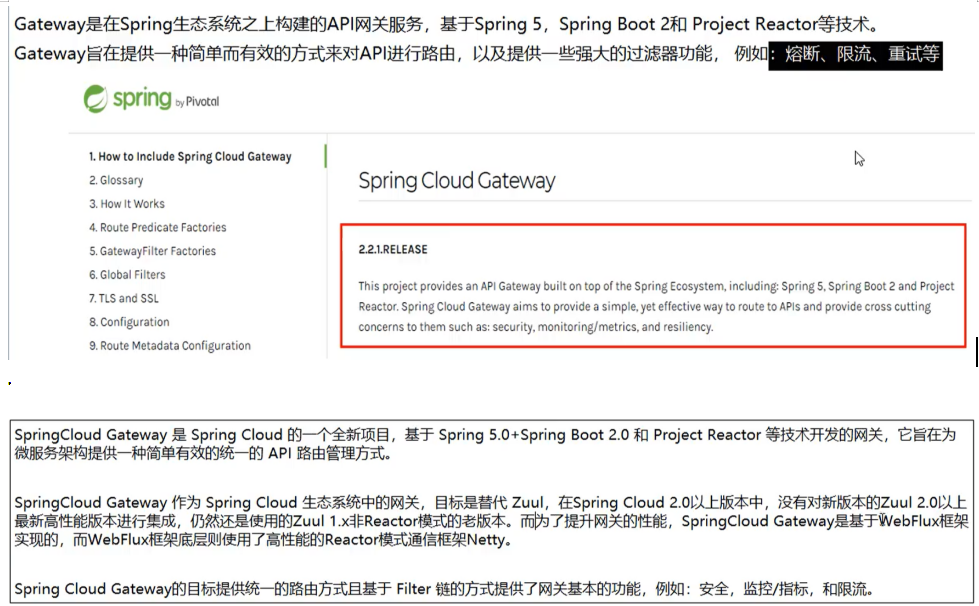 Gateway是在Spring生态系统之上构建的API网关服务，基于Spring 5，Spring Boot 2和 Project Reactor等技术。
Gateway旨在提供一种简单而有效的方式来对API进行路由，以及提供一些强大的过滤器功能， 例如：熔断、限流、重试等
spring by Pivotal
1. How to Include Spring Cloud Gateway
2. Glossary
3. How It Works
4. Route Predicate Factories
5. GatewayFilter Factories
6. Global Filters
7. TLS and SSL
8. Configuration
9. Route Metadata Configuration
Spring Cloud Gateway
2.2.1.RELEASE
This project provides an API Gateway built on top of the Spring Ecosystem, including: Spring 5, Spring Boot 2 and Project
Reactor. Spring Cloud Gateway aims to provide a simple, yet effective way to route to APIs and provide cross cutting
concerns to them such as: security, monitoring/metrics, and resiliency.
SpringCloud Gateway 是 Spring Cloud 的一个全新项目，基于 Spring 5.0+Spring Boot 2.0 和 Project Reactor 等技术开发的网关，它旨在为
微服务架构提供一种简单有效的统一的 API 路由管理方式。
SpringCloud Gateway 作为 Spring Cloud 生态系统中的网关，目标是替代 Zuul，在Spring Cloud 2.0以上版本中，没有对新版本的Zuul 2.0以上
最新高性能版本进行集成，仍然还是使用的Zuul 1.x非Reactor模式的老版本。而为了提升网关的性能，SpringCloud Gateway是基于WebFlux框架
实现的，而WebFlux框架底层则使用了高性能的Reactor模式通信框架Netty。
Spring Cloud Gateway的目标提供统一的路由方式且基于 Filter 链的方式提供了网关基本的功能，例如：安全，监控/指标，和限流。